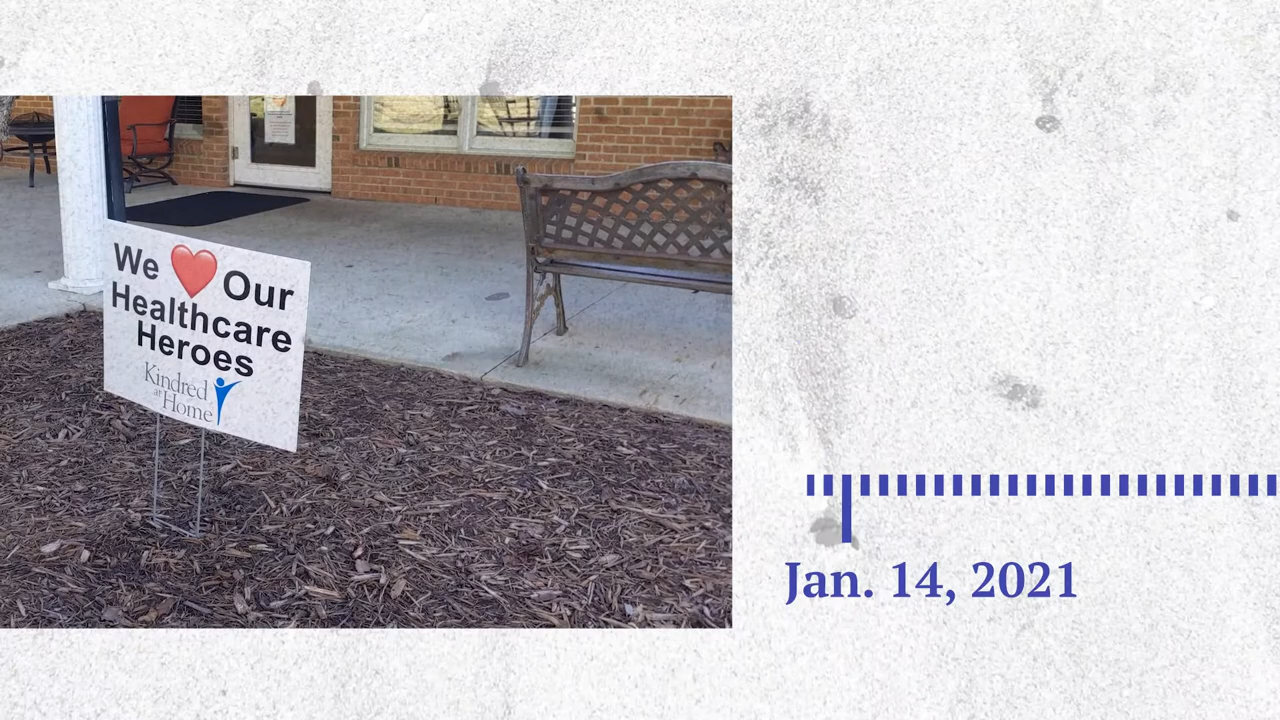 We ❤️ Our
Healthcare
Heroes
Kindred
at Home
Jan. 14, 2021